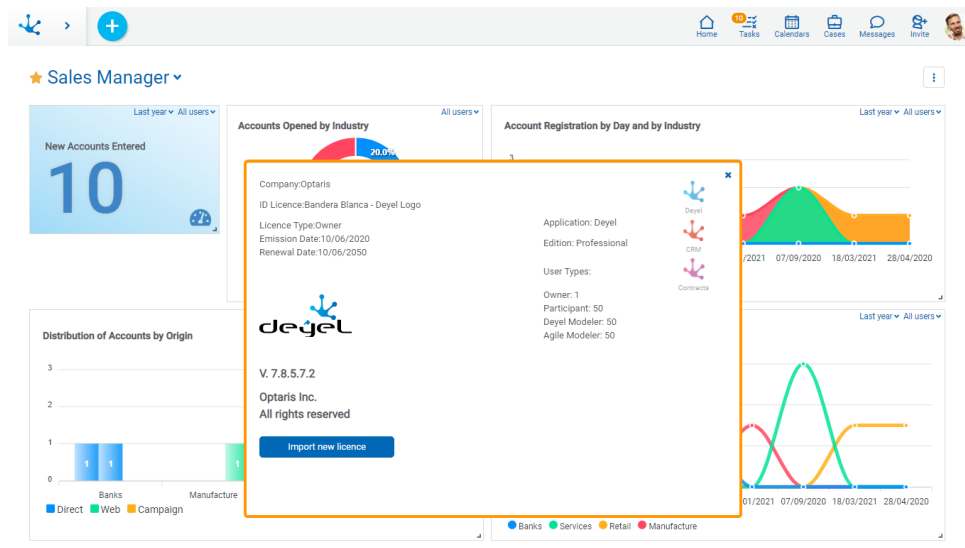 10
Home
Tasks
Calendars
Cases
Messages
Invite
Sales Manager
Last year All users
New Accounts Entered
10
All users
Accounts Opened by Industry
20.0%
Last year All users
Account Registration by Day and by Industry
3
/2021 07/09/2020 18/03/2021 28/04/2020
Company:Optaris
ID Licence:Bandera Blanca - Deyel Logo
Licence Type:Owner
Emission Date:10/06/2020
Renewal Date:10/06/2050
deyel
V. 7.8.5.7.2
Optaris Inc.
All rights reserved
Import new licence
Application: Deyel
Edition: Professional
User Types:
Owner: 1
Participant: 50
Deyel Modeler: 50
Agile Modeler: 50
Deyel
CRM
Contracts
Distribution of Accounts by Origin
3
2
1
0
1 1 1
Banks Manufacture
Direct Web Campaign
Last year All users
01/2021 07/09/2020 18/03/2021 28/04/2020
Banks Services Retail Manufacture